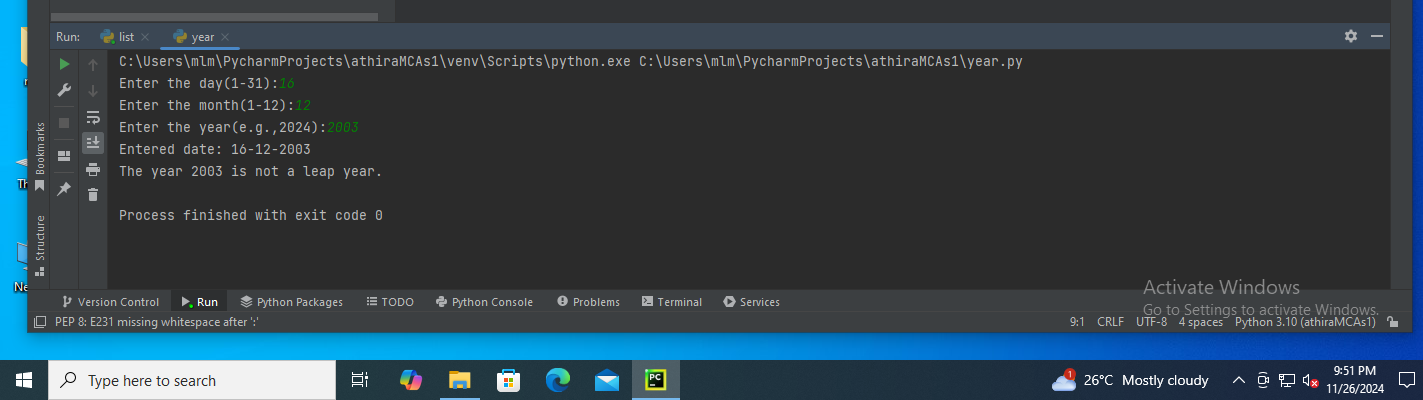 Run: list year
C:\Users\mlm\PycharmProjects\athiraMCAs1\venv\Scripts\python.exe C:\Users\mlm\PycharmProjects\athiraMCAs1\year.py
Enter the day(1-31):16
Enter the month(1-12):12
Enter the year(e.g.,2024):2003
Entered date: 16-12-2003
The year 2003 is not a leap year.
Process finished with exit code 0
Bookmarks
Structure
Activate Windows
Go to Settings to activate Windows.
Version Control Run Python Packages TODO Python Console Problems Terminal Services
PEP 8: E231 missing whitespace after ':' 9:1 CRLF UTF-8 4 spaces Python 3.10 (athiraMCAs1)
Type here to search PC 1 26°C Mostly cloudy 9:51 PM
11/26/2024